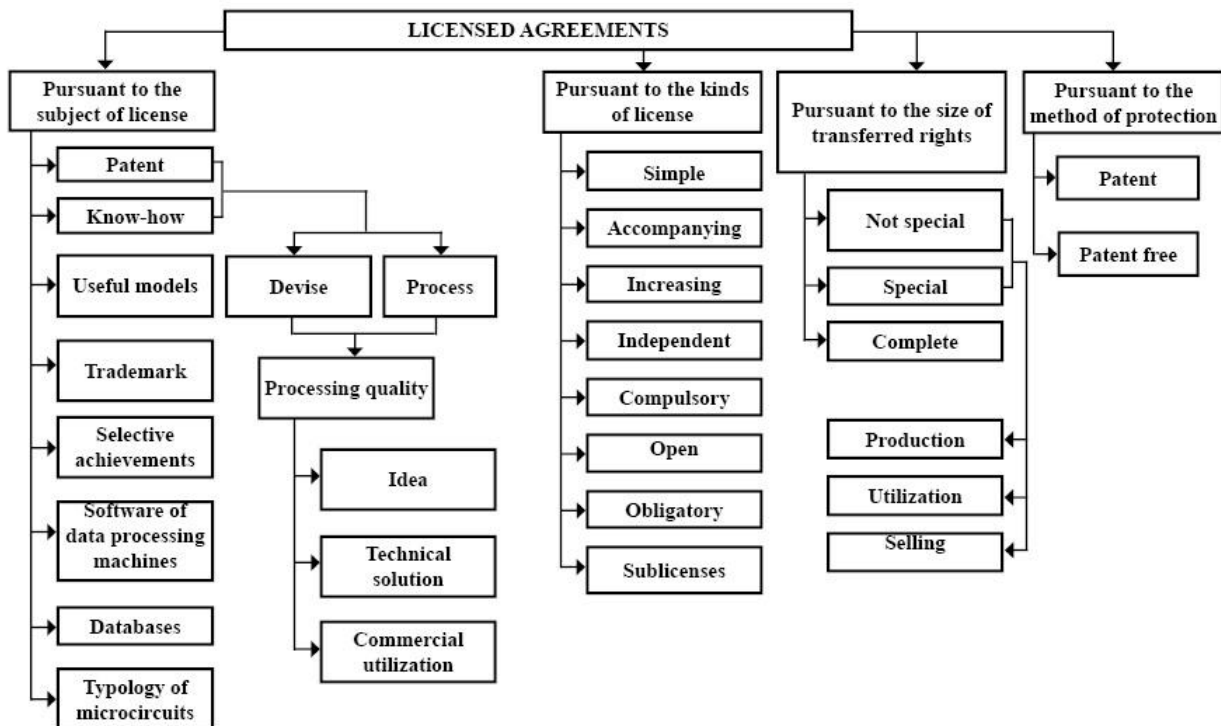 LICENSED AGREEMENTS
Pursuant to the
subject of license
Patent
Know-how
Useful models
Trademark
Selective
achievements
Software of
data processing
machines
Databases
Typology of
microcircuits
Devise
Process
Processing quality
Idea
Technical
solution
Commercial
utilization
Pursuant to the kinds
of license
Simple
Accompanying
Increasing
Independent
Compulsory
Open
Obligatory
Sublicenses
Pursuant to the size of
transferred rights
Not special
Special
Complete
Production
Utilization
Selling
Pursuant to the
method of protection
Patent
Patent free